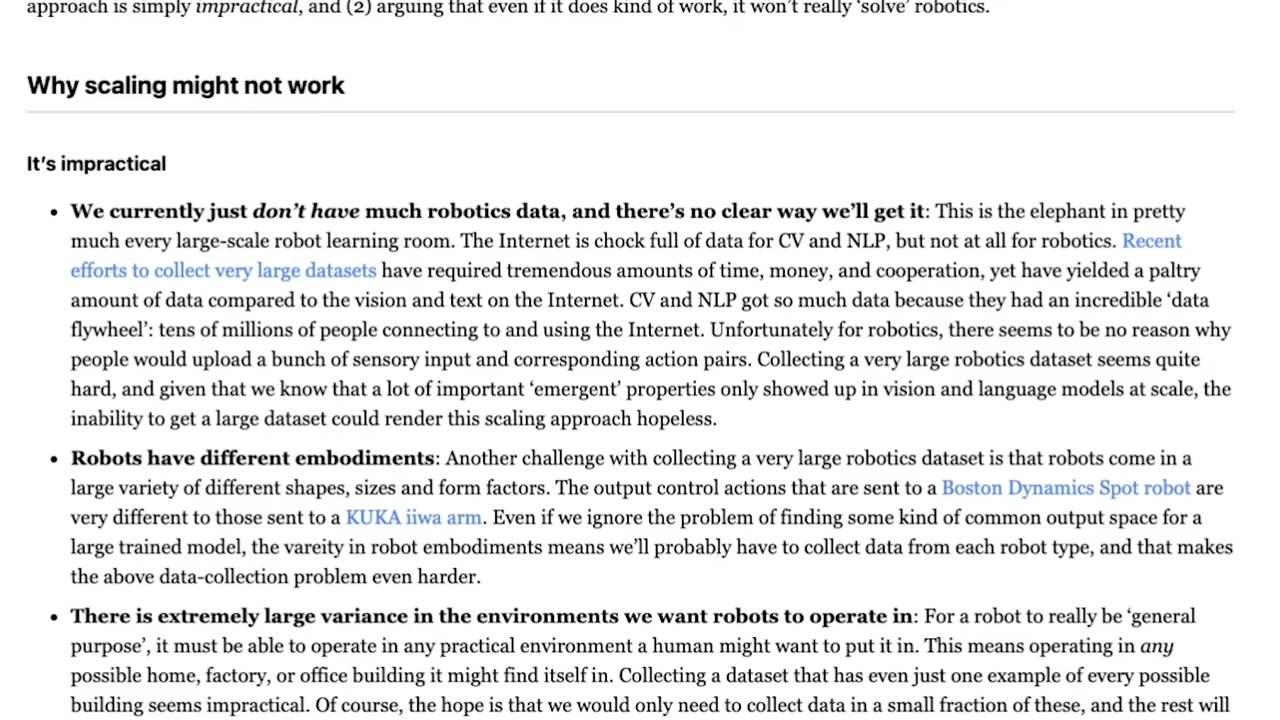 approach is simply impractical, and (2) arguing that even if it does kind of work, it won't really 'solve' robotics.
Why scaling might not work
It's impractical
• We currently just don't have much robotics data, and there's no clear way we'll get it: This is the elephant in pretty
much every large-scale robot learning room. The Internet is chock full of data for CV and NLP, but not at all for robotics. Recent
efforts to collect very large datasets have required tremendous amounts of time, money, and cooperation, yet have yielded a paltry
amount of data compared to the vision and text on the Internet. CV and NLP got so much data because they had an incredible 'data
flywheel': tens of millions of people connecting to and using the Internet. Unfortunately for robotics, there seems to be no reason why
people would upload a bunch of sensory input and corresponding action pairs. Collecting a very large robotics dataset seems quite
hard, and given that we know that a lot of important 'emergent' properties only showed up in vision and language models at scale, the
inability to get a large dataset could render this scaling approach hopeless.
• Robots have different embodiments: Another challenge with collecting a very large robotics dataset is that robots come in a
large variety of different shapes, sizes and form factors. The output control actions that are sent to a Boston Dynamics Spot robot are
very different to those sent to a KUKA iiwa arm. Even if we ignore the problem of finding some kind of common output space for a
large trained model, the vareity in robot embodiments means we'll probably have to collect data from each robot type, and that makes
the above data-collection problem even harder.
• There is extremely large variance in the environments we want robots to operate in: For a robot to really be 'general
purpose', it must be able to operate in any practical environment a human might want to put it in. This means operating in any
possible home, factory, or office building it might find itself in. Collecting a dataset that has even just one example of every possible
building seems impractical. Of course, the hope is that we would only need to collect data in a small fraction of these, and the rest will